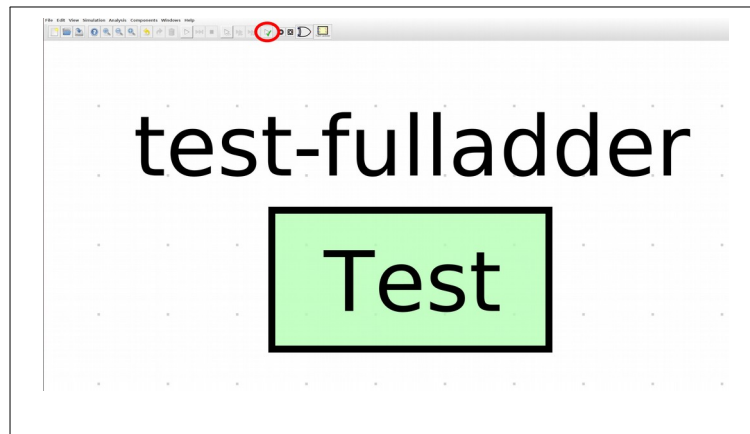 File Edit View Simulation Analysis Components Windows Help
test-fulladder
Test